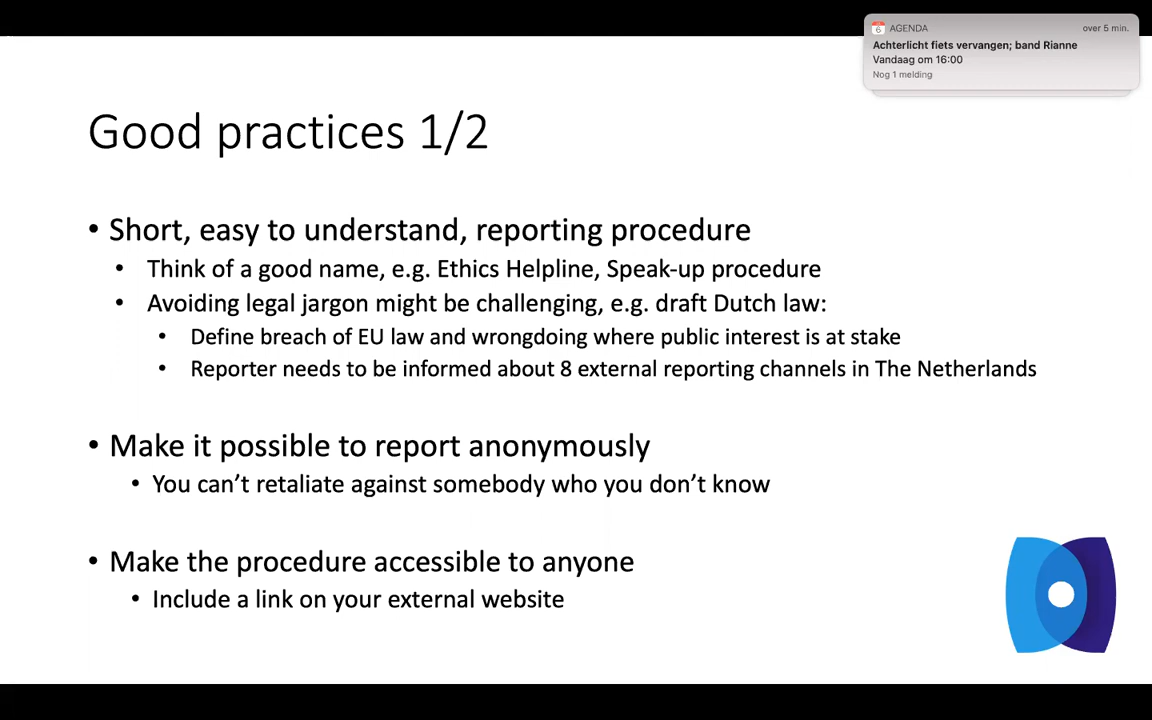 AGENDA
over 5 min.
6
Achterlicht fiets vervangen; band Rianne
Vandaag om 16:00
Nog 1 melding
Good practices 1/2
• Short, easy to understand, reporting procedure
• Think of a good name, e.g. Ethics Helpline, Speak-up procedure
• Avoiding legal jargon might be challenging, e.g. draft Dutch law:
• Define breach of EU law and wrongdoing where public interest is at stake
• Reporter needs to be informed about 8 external reporting channels in The Netherlands
• Make it possible to report anonymously
• You can’t retaliate against somebody who you don’t know
• Make the procedure accessible to anyone
• Include a link on your external website